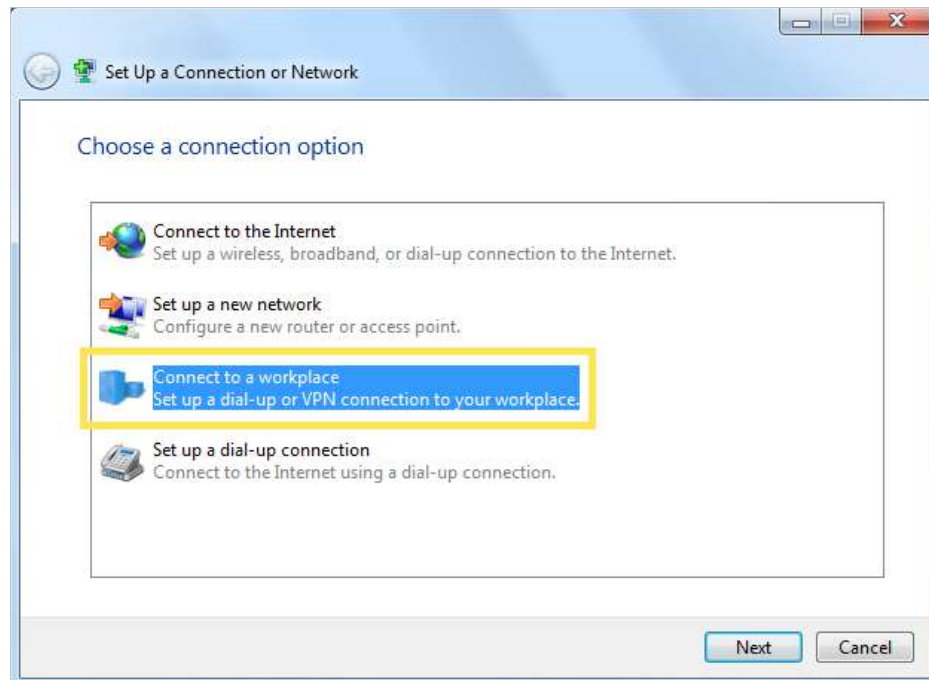 Set Up a Connection or Network
Choose a connection option
Connect to the Internet
Set up a wireless, broadband, or dial-up connection to the Internet.
Set up a new network
Configure a new router or access point.
Connect to a workplace
Set up a dial-up or VPN connection to your workplace.
Set up a dial-up connection
Connect to the Internet using a dial-up connection.
Next
Cancel